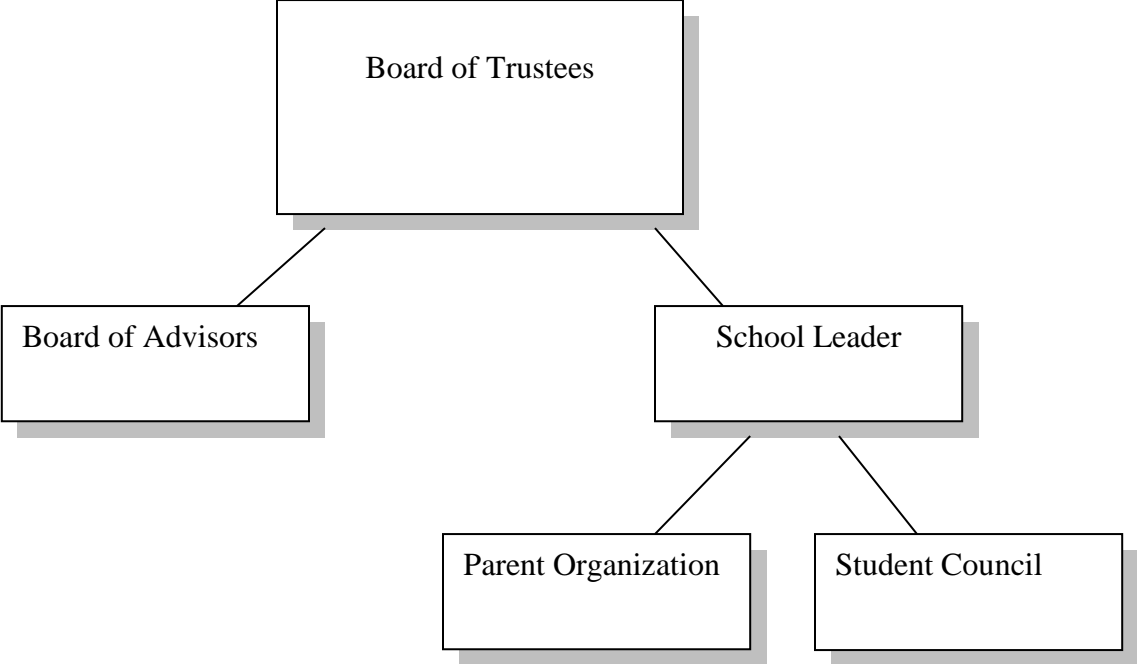 Board of Trustees
Board of Advisors
School Leader
Parent Organization
Student Council